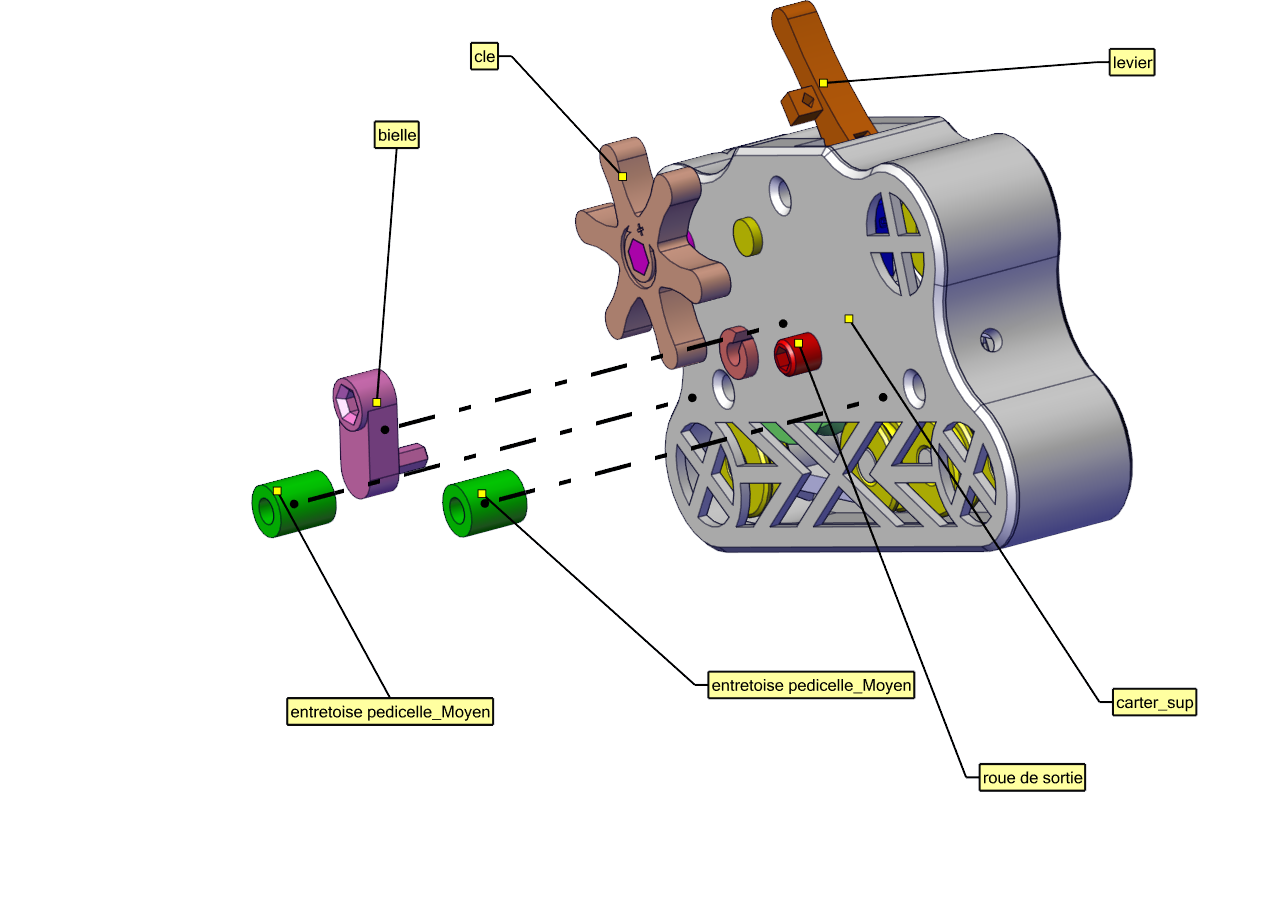 cle
levier
bielle
entretoise pedicelle_Moyen
entretoise pedicelle_Moyen
carter_sup
roue de sortie